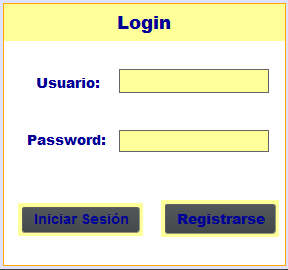 Login
Usuario:
Password:
Iniciar Sesión Registrarse